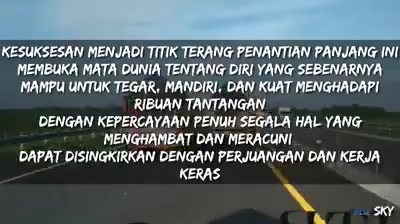 KESUKSESAN MENJADI TITIK TERANG PENANTIAN PANJANG INI
MEMBUKA MATA DUNIA TENTANG DIRI YANG SEBENARNYA
MAMPU UNTUK TEGAR, MANDIRI, DAN KUAT MENGHADAPI
RIBUAN TANTANGAN
DENGAN KEPERCAYAAN PENUH SEGALA HAL YANG
MENGHAMBAT DAN MERACUNI
DAPAT DISINGKIRKAN DENGAN PERJUANGAN DAN KERJA
KERAS
SKY